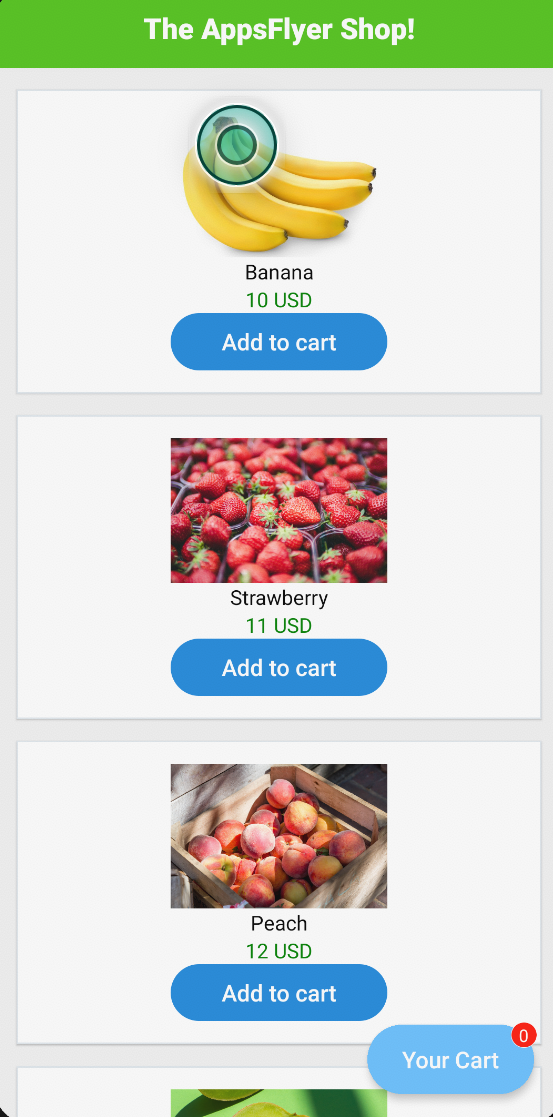 The AppsFlyer Shop!
Banana
10 USD
Add to cart
Strawberry
11 USD
Add to cart
Peach
12 USD
Add to cart
0
Your Cart